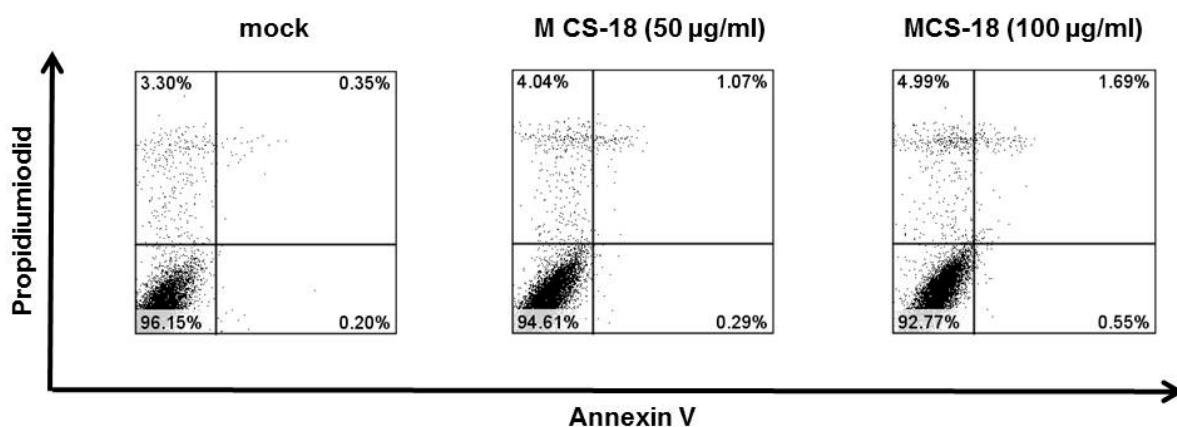 mock
M CS-18 (50 µg/ml)
MCS-18 (100 µg/ml)
Propidiumiodid
3.30%
0.35%
96.15%
0.20%
4.04%
1.07%
94.61%
0.29%
4.99%
1.69%
92.77%
0.55%
Annexin V